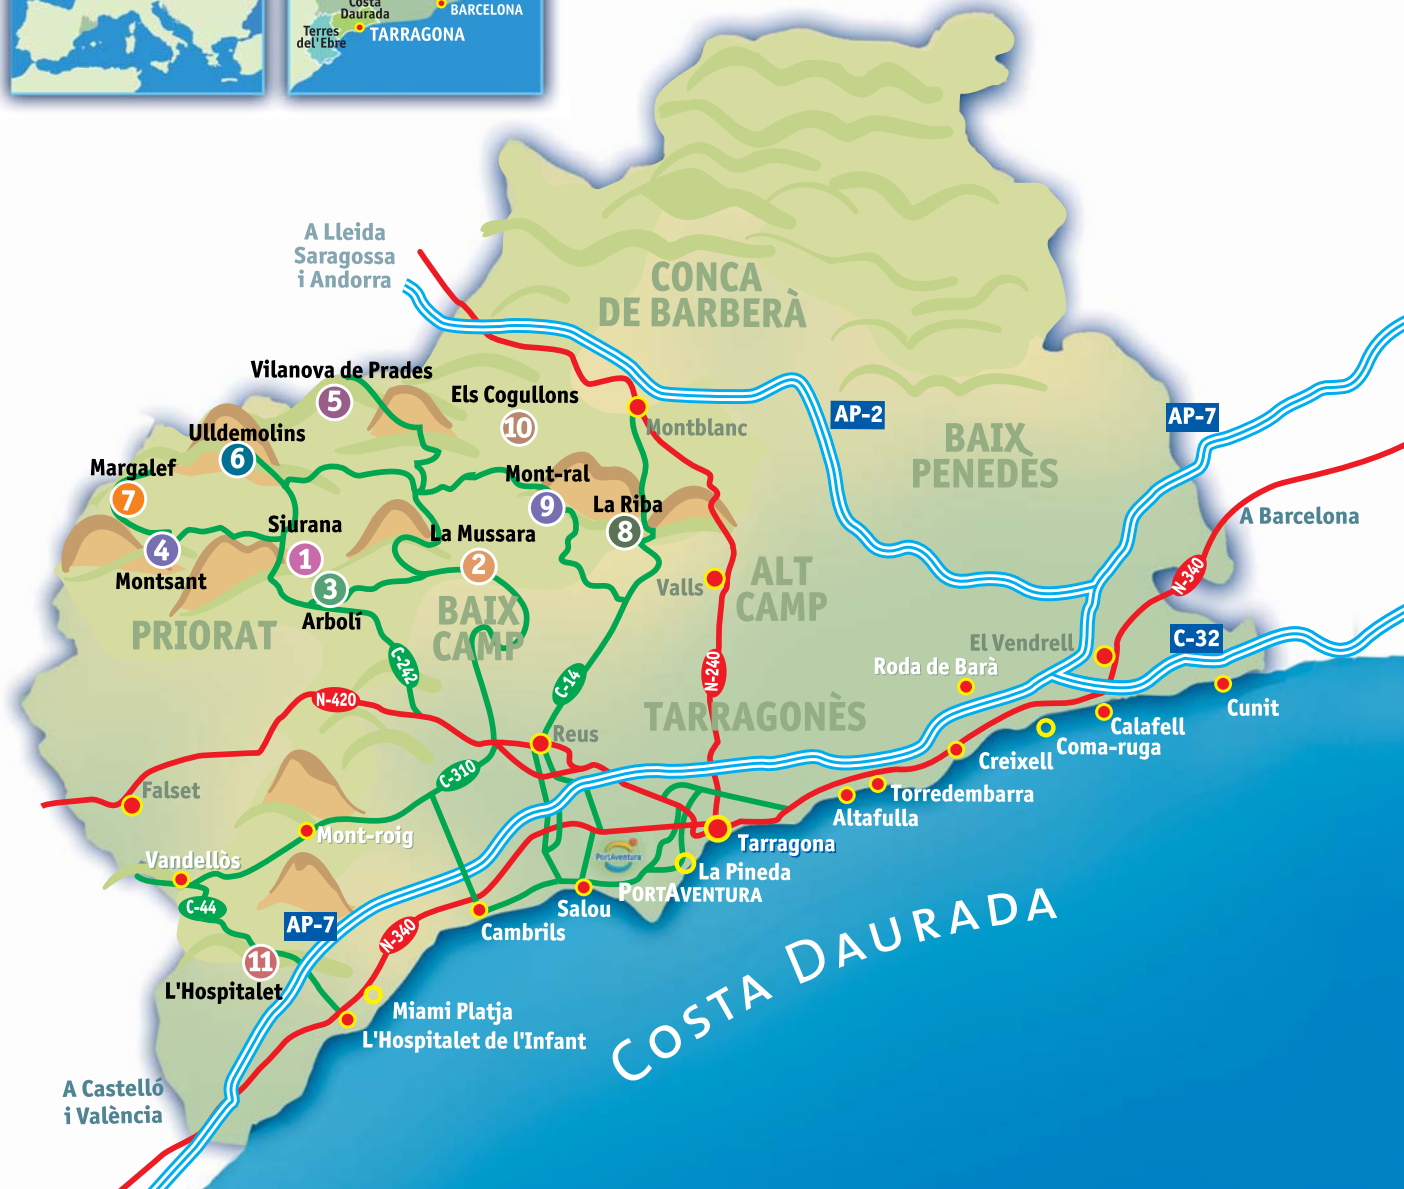 Costa
Daurada
BARCELONA
Terres
del'Ebre
TARRAGONA
A Lleida
Saragossa
i Andorra
CONCA
DE BARBERÀ
Vilanova de Prades
5
Els Cogullons
10
Montblanc
AP-2
AP-7
Ulldemolins
6
BAIX
PENEDÈS
Margalef
7
Mont-ral
9
La Riba
8
Siurana
1
La Mussara
2
A Barcelona
4
Montsant
3
Arbolí
Valls
ALT
CAMP
N-340
PRIORAT
BAIX
CAMP
C-32
El Vendrell
C-242
C-14
N-240
Roda de Barà
N-420
TARRAGONÈS
Cunit
Reus
Calafell
Coma-ruga
Creixell
C-310
Falset
Torredembarra
Altafulla
Mont-roig
Tarragona
PortAventura
Vandellòs
La Pineda
PORTAVENTURA
C-44
Salou
AP-7
N-340
Cambrils
COSTA DAURADA
11
L'Hospitalet
Miami Platja
L'Hospitalet de l'Infant
A Castelló
i València